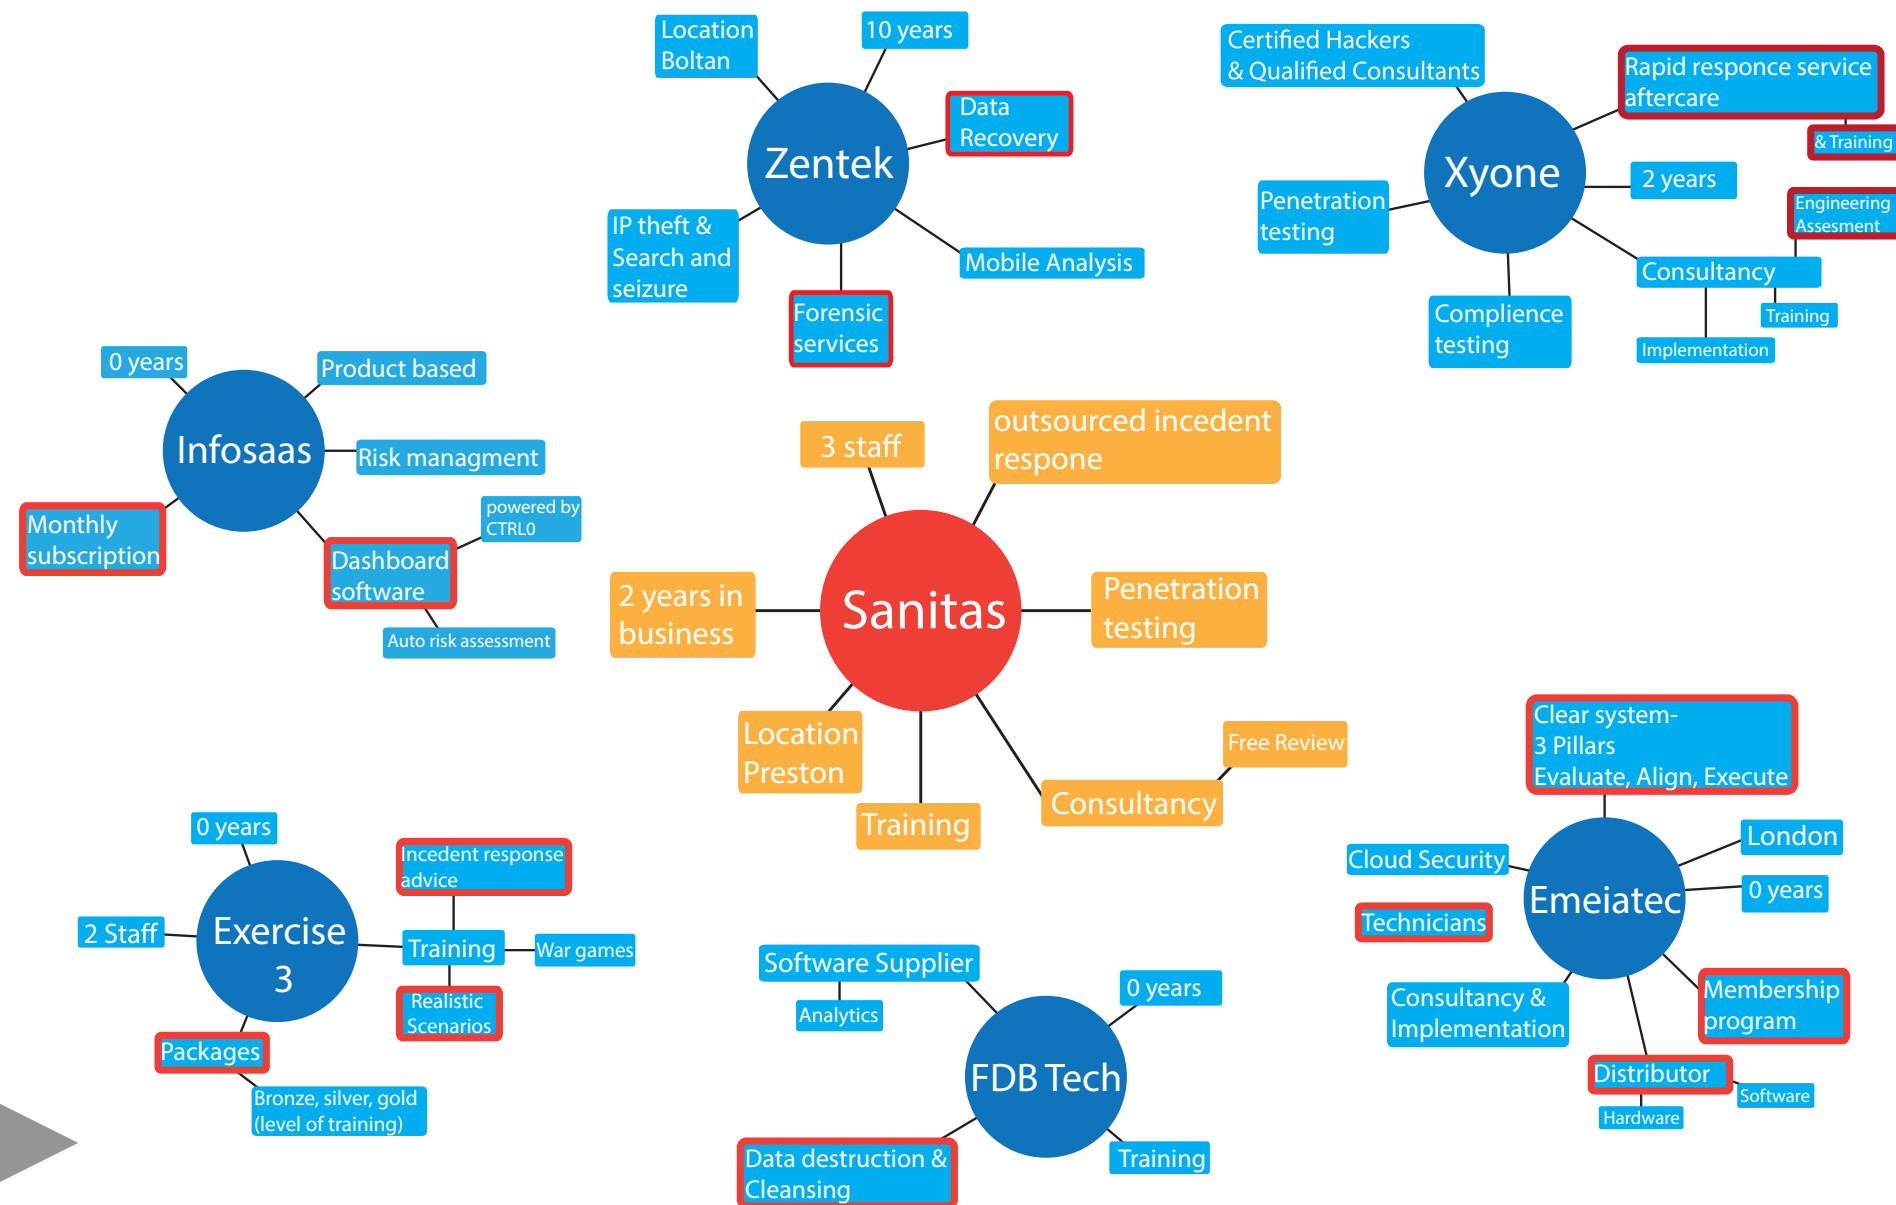 Location
Boltan
10 years
Data
Recovery
Zentek
IP theft &
Search and
seizure
Mobile Analysis
Forensic
services
Certified Hackers
& Qualified Consultants
Rapid responce service
aftercare
& Training
Xyone
2 years
Penetration
testing
Engineering
Assesment
Consultancy
Training
Implementation
Complience
testing
0 years
Product based
Infosaas
Risk managment
Monthly
subscription
powered by
CTRL0
Dashboard
software
Auto risk assessment
3 staff
outsourced incedent
respone
2 years in
business
Sanitas
Penetration
testing
Location
Preston
Training
Free Review
Consultancy
0 years
Incedent response
advice
2 Staff
Exercise
3
Training
War games
Realistic
Scenarios
Packages
Bronze, silver, gold
(level of training)
Software Supplier
Analytics
0 years
FDB Tech
Data destruction &
Cleansing
Training
Clear system-
3 Pillars
Evaluate, Align, Execute
London
Cloud Security
0 years
Emeiatec
Technicians
Consultancy &
Implementation
Membership
program
Distributor
Software
Hardware